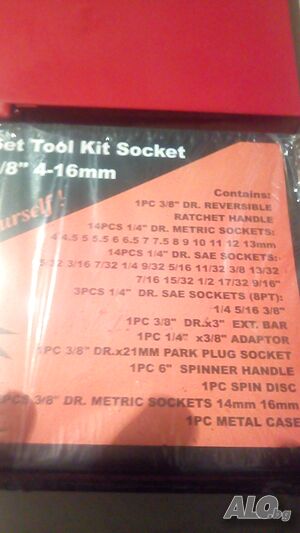 Set Tool Kit Socket
/8" 4-16mm
urself!
Contains:
1PC 3/8" DR. REVERSIBLE
RATCHET HANDLE
14PCS 1/4" DR. METRIC SOCKETS:
4 4.5 5 5.5 6 6.5 7 7.5 8 9 10 11 12 13mm
14PCS 1/4" DR. SAE SOCKETS:
5/32 3/16 7/32 1/4 9/32 5/16 11/32 3/8 13/32
7/16 15/32 1/2 17/32 9/16"
3PCS 1/4" DR. SAE SOCKETS (8PT):
1/4 5/16 3/8"
1PC 3/8" DR.x3" EXT. BAR
1PC 1/4" x3/8" ADAPTOR
1PC 3/8" DR.x21MM PARK PLUG SOCKET
1PC 6" SPINNER HANDLE
1PC SPIN DISC
PCS 3/8" DR. METRIC SOCKETS 14mm 16mm
1PC METAL CASE
ALO.bg